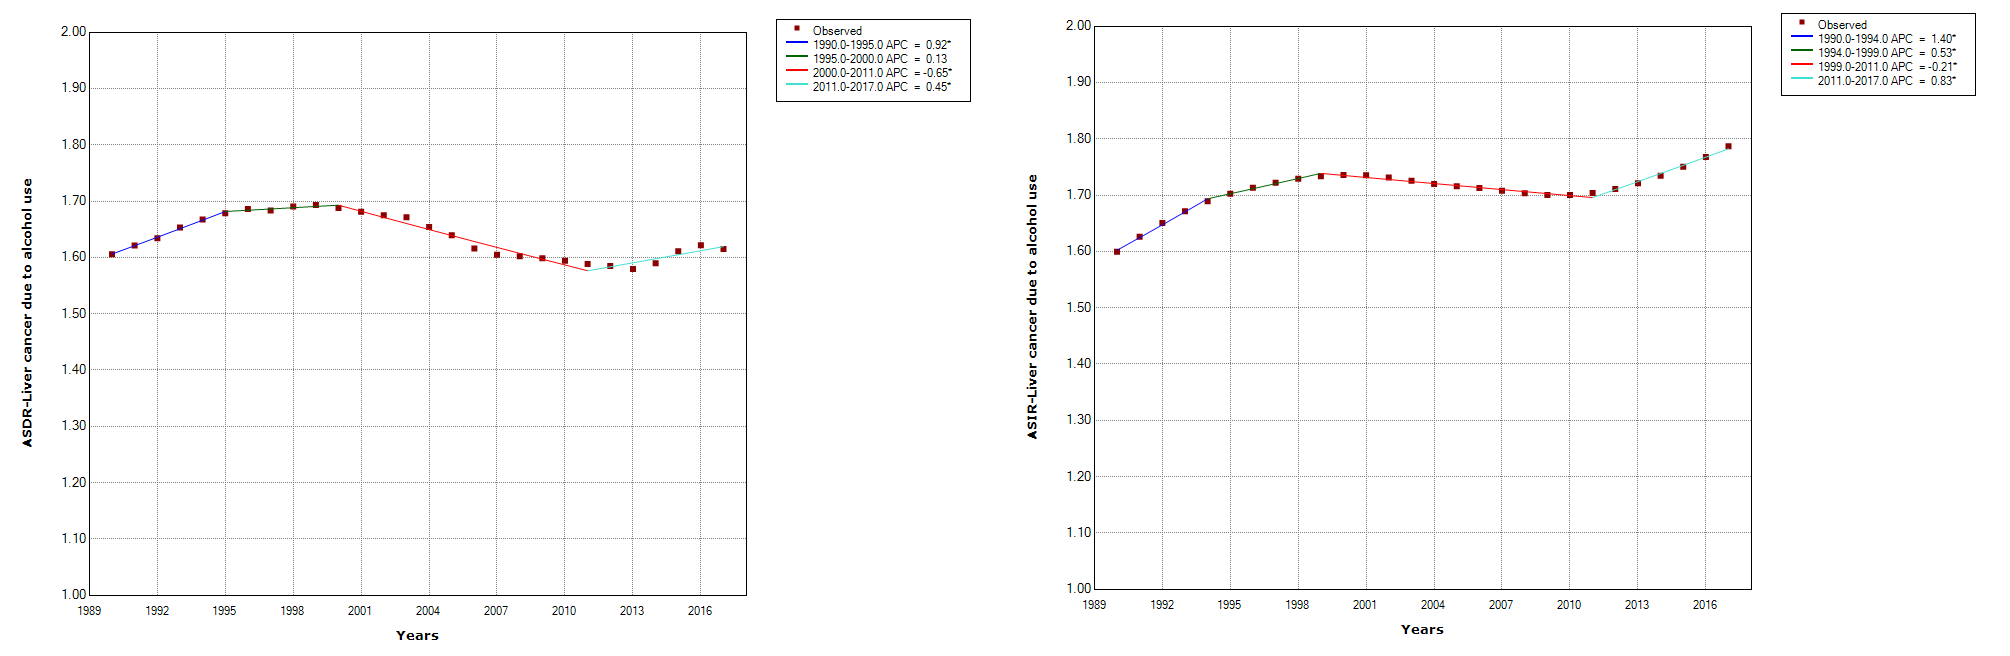 2.00
1.90
1.80
1.70
1.60
1.50
1.40
1.30
1.20
1.10
1.00
ASDR-Liver cancer due to alcohol use
1989 1992 1995 1998 2001 2004 2007 2010 2013 2016
Years
Observed
1990.0-1995.0 APC = 0.92*
1995.0-2000.0 APC = 0.13
2000.0-2011.0 APC = -0.65*
2011.0-2017.0 APC = 0.45*
2.00
1.90
1.80
1.70
1.60
1.50
1.40
1.30
1.20
1.10
1.00
ASIR-Liver cancer due to alcohol use
1989 1992 1995 1998 2001 2004 2007 2010 2013 2016
Years
Observed
1990.0-1994.0 APC = 1.40*
1994.0-1999.0 APC = 0.53*
1999.0-2011.0 APC = -0.21*
2011.0-2017.0 APC = 0.83*